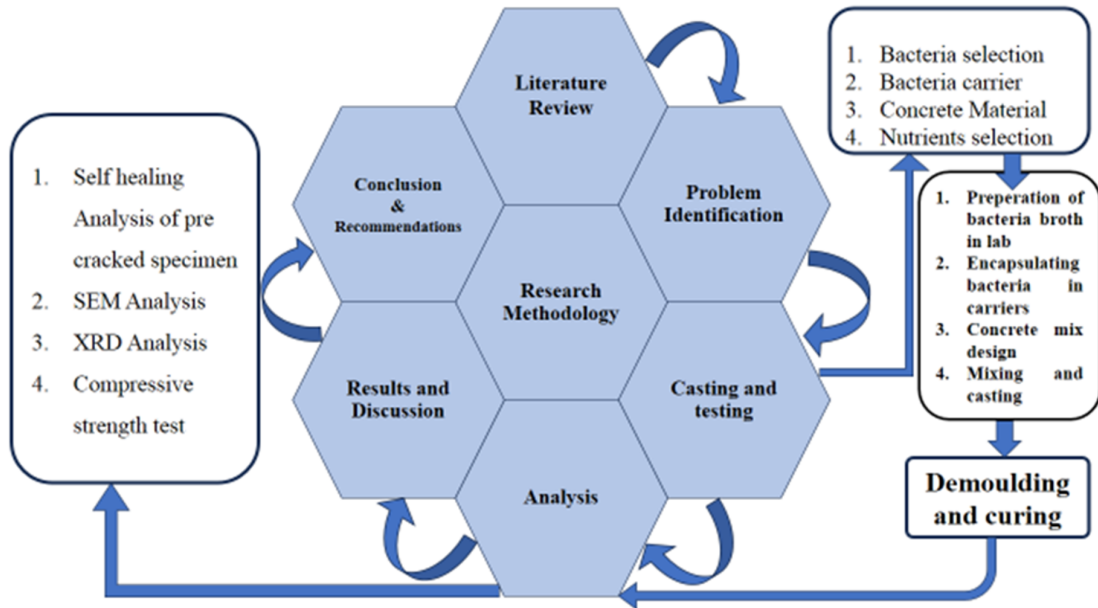 Literature
Review
Problem
Identification
Casting and
testing
Analysis
Results and
Discussion
Conclusion
&
Recommendations
Research
Methodology
1. Bacteria selection
2. Bacteria carrier
3. Concrete Material
4. Nutrients selection
1. Preperation of
bacteria broth
in lab
2. Encapsulating
bacteria in
carriers
3. Concrete mix
design
4. Mixing and
casting
Demoulding
and curing
1. Self healing
Analysis of pre
cracked specimen
2. SEM Analysis
3. XRD Analysis
4. Compressive
strength test